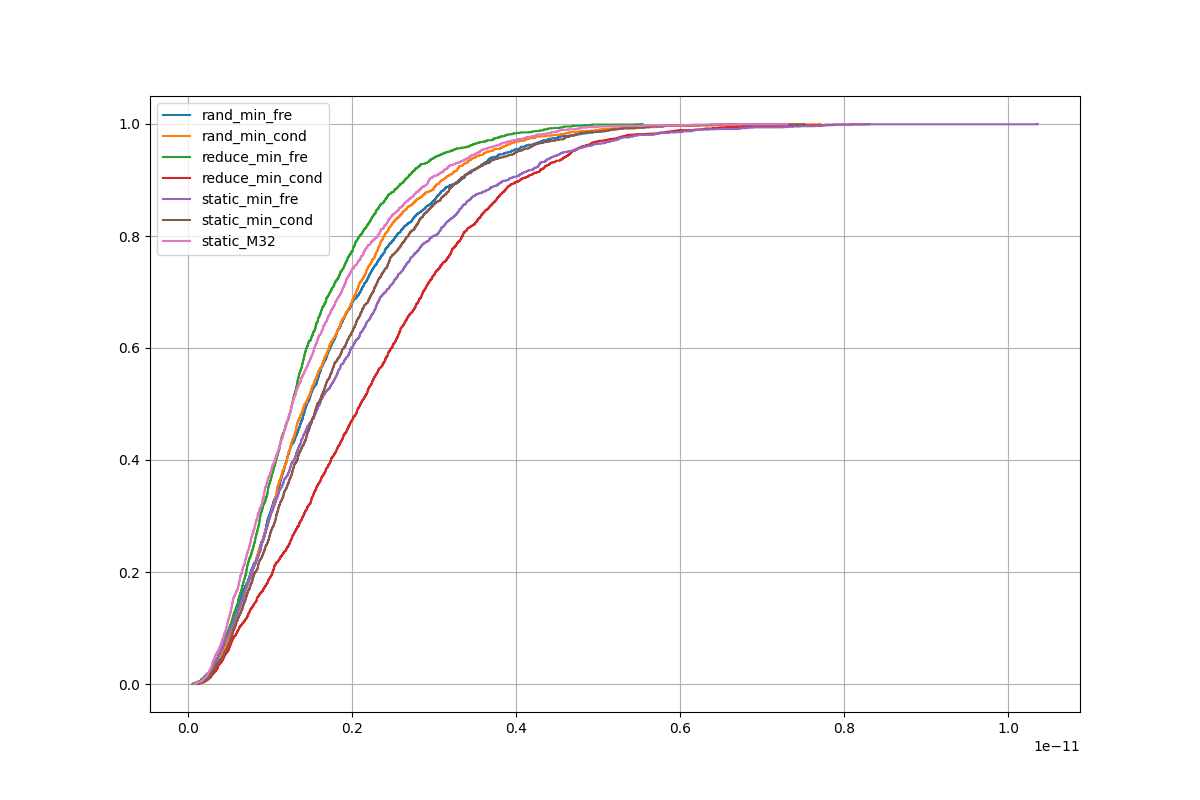 rand_min_fre
rand_min_cond
reduce_min_fre
reduce_min_cond
static_min_fre
static_min_cond
static_M32
1.0
0.8
0.6
0.4
0.2
0.0
0.0 0.2 0.4 0.6 0.8 1.0
1e−11